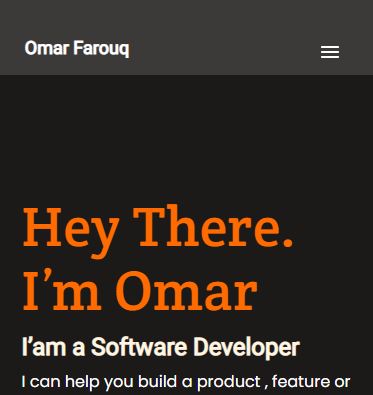 Omar Farouq
Hey There.
I’m Omar
I’am a Software Developer
I can help you build a product , feature or